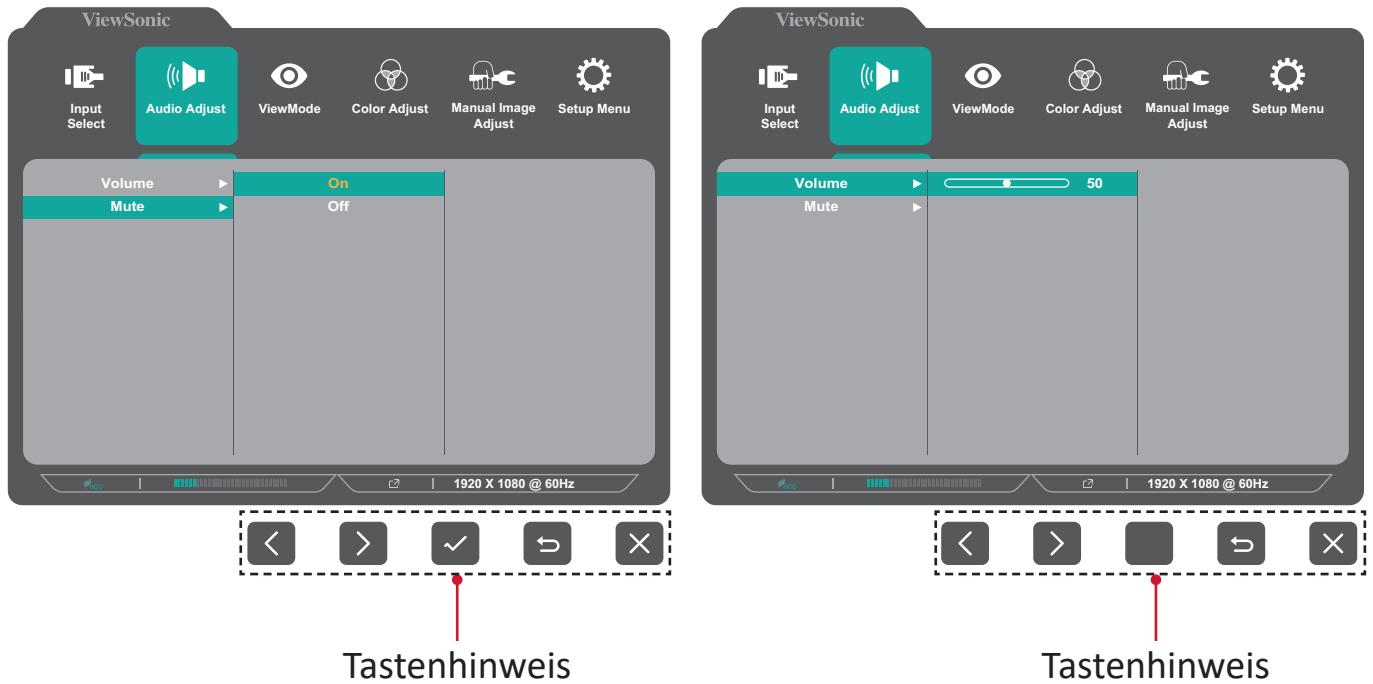 ViewSonic
Input
Select
Audio Adjust
ViewMode
Color Adjust
Manual Image
Adjust
Setup Menu
Volume
On
Mute
Off
eco
1920 X 1080 @ 60Hz
Tastenhinweis
ViewSonic
Input
Select
Audio Adjust
ViewMode
Color Adjust
Manual Image
Adjust
Setup Menu
Volume
50
Mute
eco
1920 X 1080 @ 60Hz
Tastenhinweis